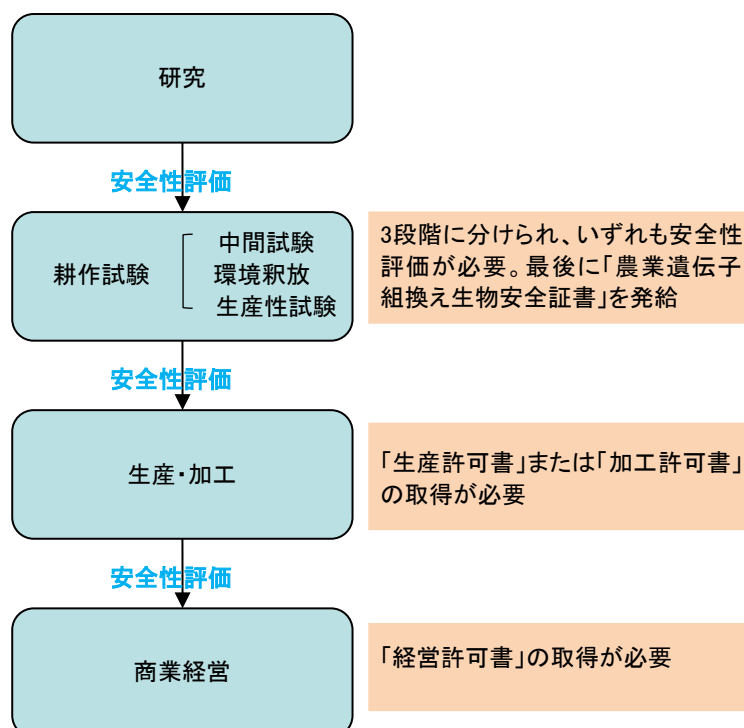 研究
安全性評価
耕作試験
中間試験
環境釈放
生産性試験
3段階に分けられ、いずれも安全性
評価が必要。最後に「農業遺伝子
組換え生物安全証書」を発給
安全性評価
生産・加工
「生産許可書」または「加工許可書」
の取得が必要
安全性評価
商業経営
「経営許可書」の取得が必要